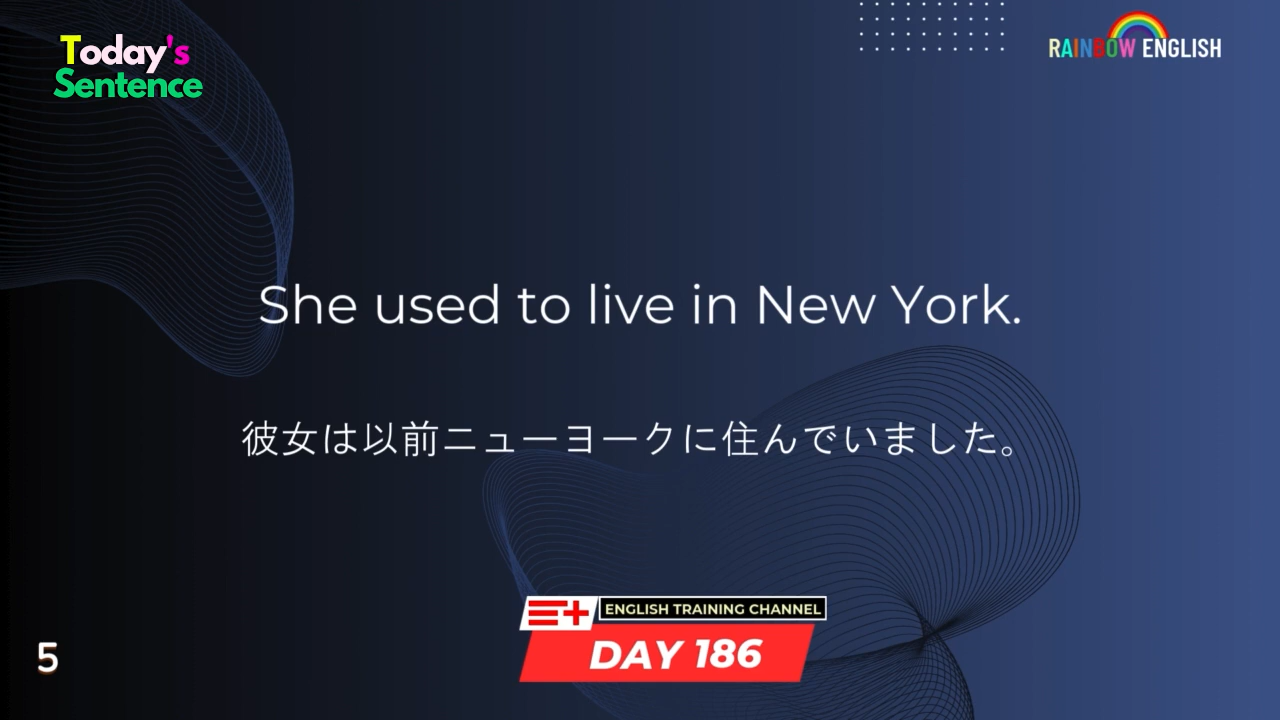 Today's
Sentence
RAINBOW ENGLISH
She used to live in New York.
彼女は以前ニューヨークに住んでいました。
ENGLISH TRAINING CHANNEL
DAY 186
5